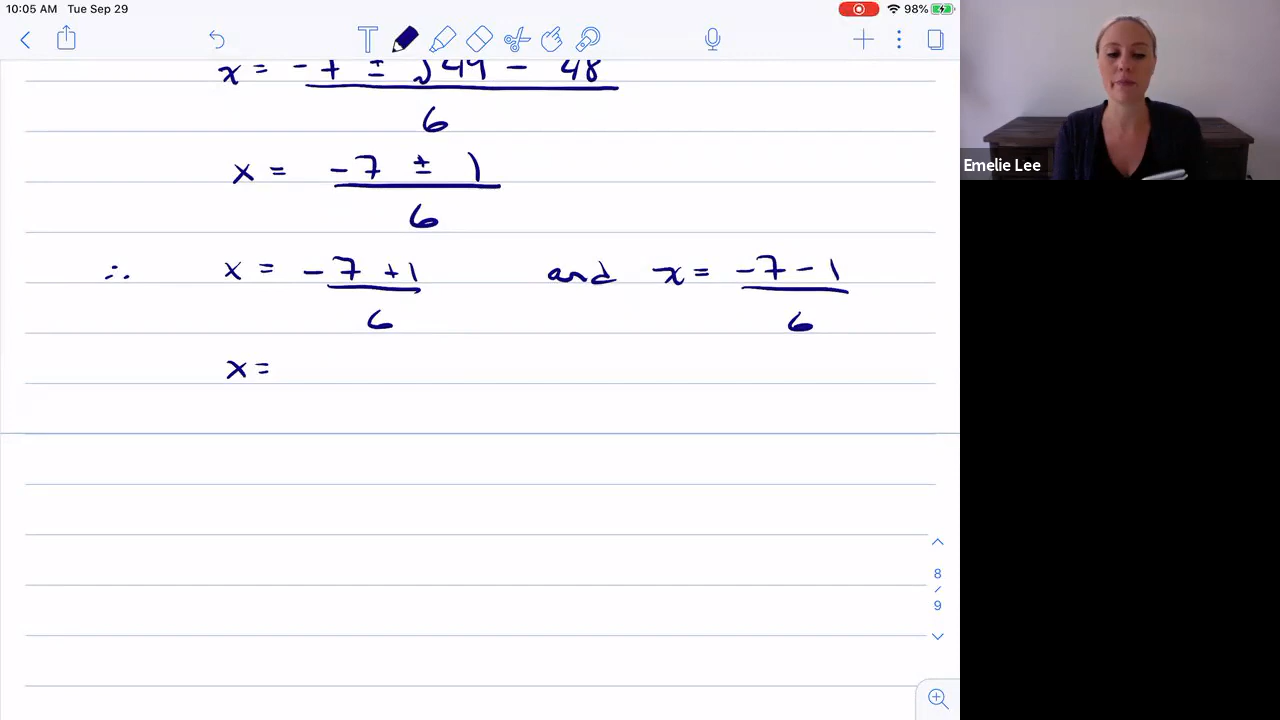 10:05 AM Tue Sep 29 98%
T
x = -7 ± √49 - 48
6
x = -7 ± 1
6
∴ x = -7 +1 and x = -7 - 1
6 6
x =
8
/
9
Emelie Lee